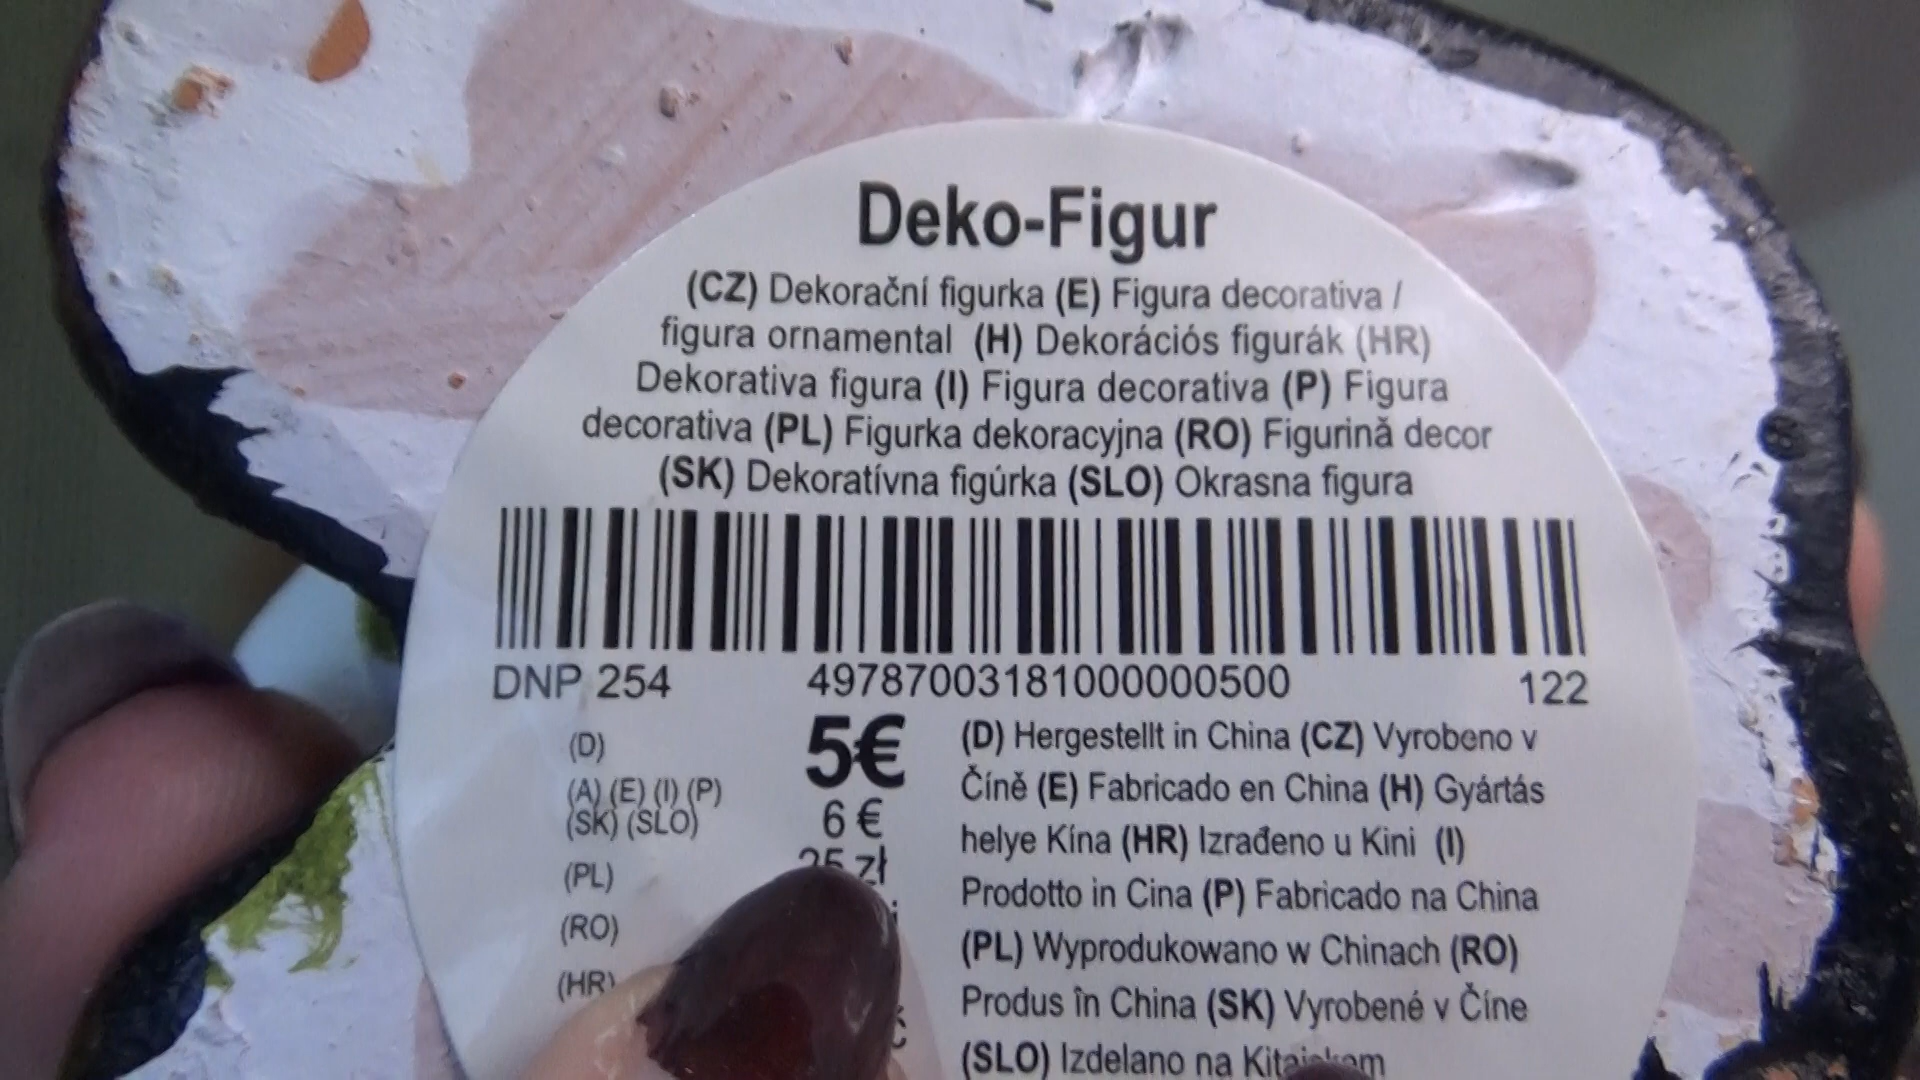 Deko-Figur
(CZ) Dekorační figurka (E) Figura decorativa /
figura ornamental (H) Dekorációs figurák (HR)
Dekorativa figura (I) Figura decorativa (P) Figura
decorativa (PL) Figurka dekoracyjna (RO) Figurină decor
(SK) Dekoratívna figúrka (SLO) Okrasna figura
DNP 254 49787003181000000500 122
(D) 5€
(A) (E) (I) (P)
(SK) (SLO) 6 €
(PL) 25 zł
(RO)
(HR)
(D) Hergestellt in China (CZ) Vyrobeno v
Číně (E) Fabricado en China (H) Gyártás
helye Kína (HR) Izrađeno u Kini (I)
Prodotto in Cina (P) Fabricado na China
(PL) Wyprodukowano w Chinach (RO)
Produs în China (SK) Vyrobené v Číne
(SLO) Izdelano na